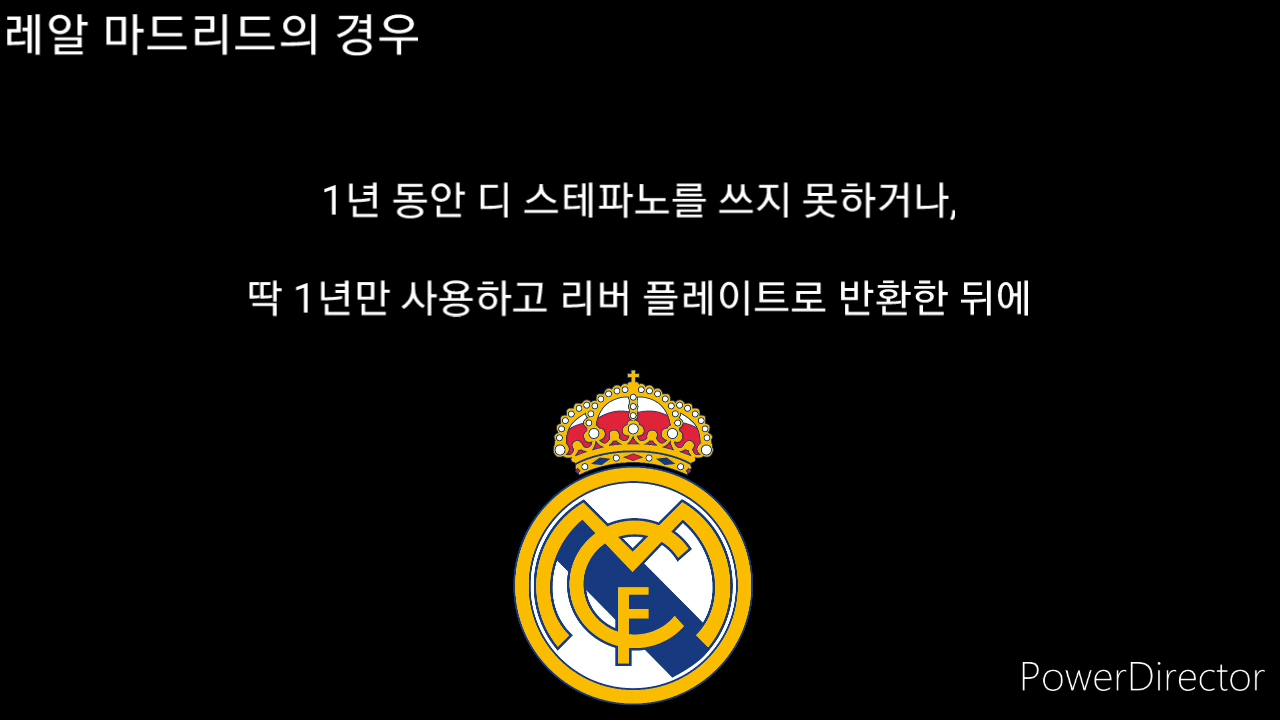 레알 마드리드의 경우
1년 동안 디 스테파노를 쓰지 못하거나,
딱 1년만 사용하고 리버 플레이트로 반환한 뒤에
PowerDirector